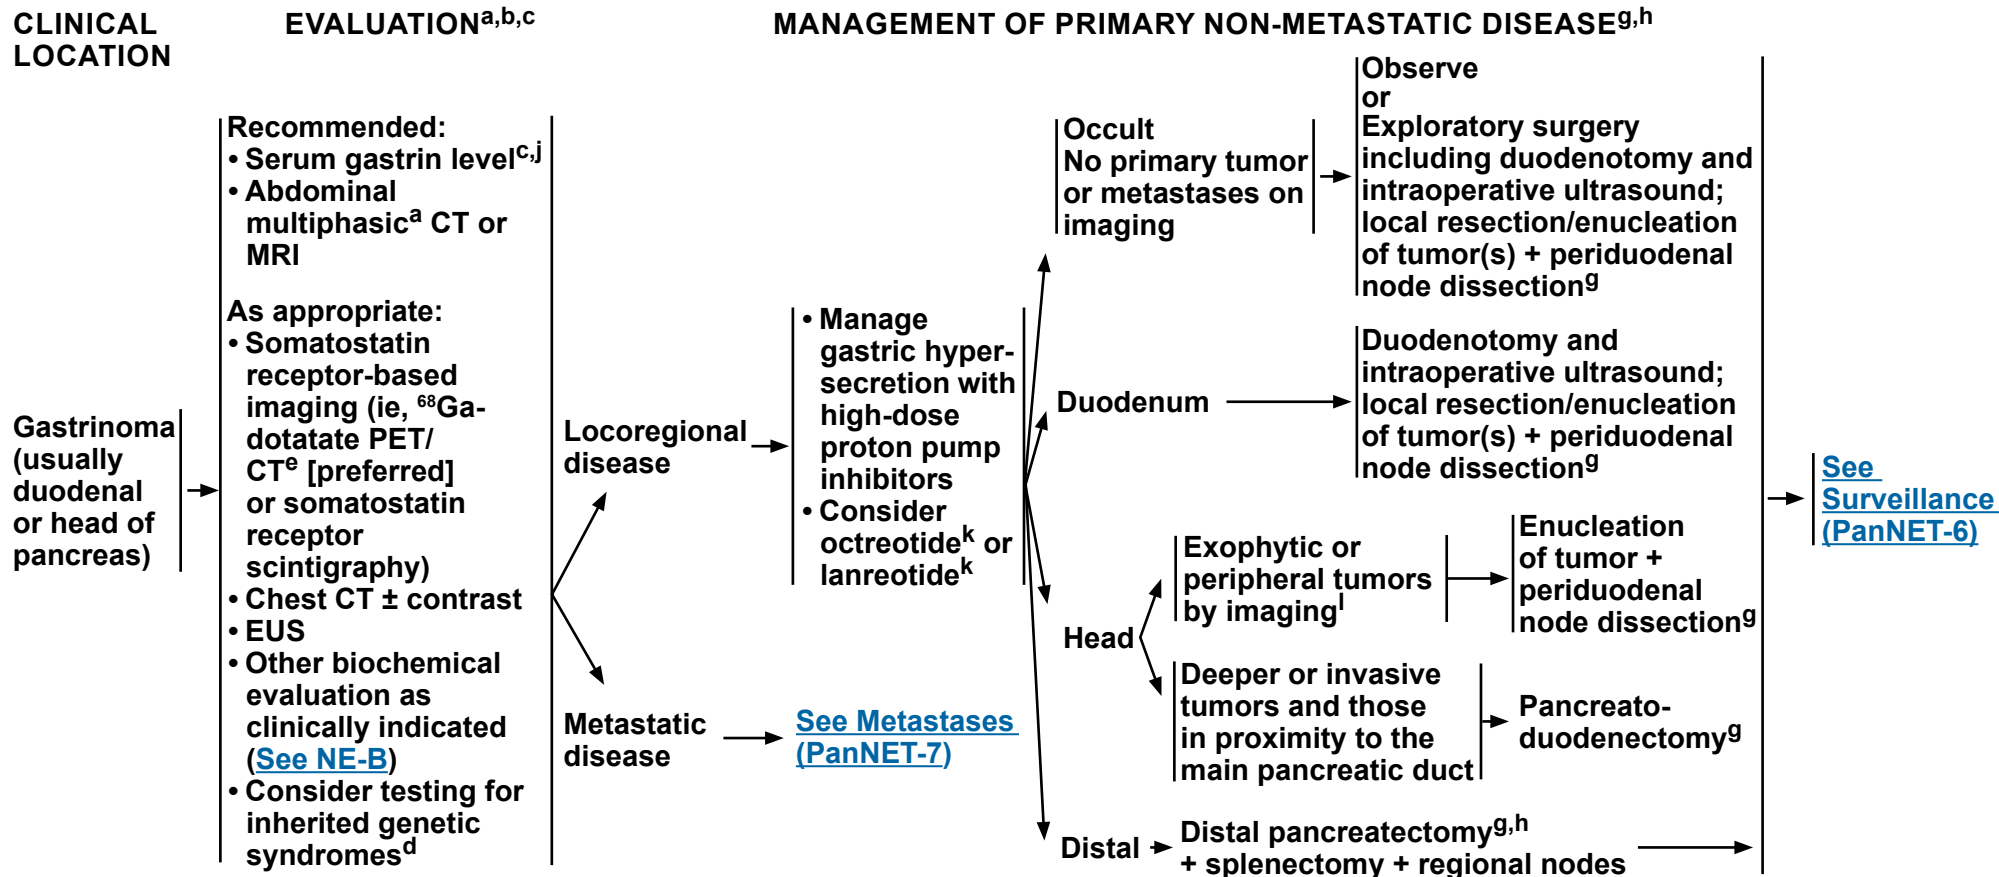 CLINICAL
LOCATION
EVALUATIONa,b,c
MANAGEMENT OF PRIMARY NON-METASTATIC DISEASEg,h
Gastrinoma
(usually
duodenal
or head of
pancreas)
Recommended:
• Serum gastrin levelc,j
• Abdominal
multiphasica CT or
MRI
As appropriate:
• Somatostatin
receptor-based
imaging (ie, 68Ga-
dotatate PET/
CTe [preferred]
or somatostatin
receptor
scintigraphy)
• Chest CT ± contrast
• EUS
• Other biochemical
evaluation as
clinically indicated
(See NE-B)
• Consider testing for
inherited genetic
syndromesd
Locoregional
disease
Metastatic
disease
See Metastases
(PanNET-7)
• Manage
gastric hyper-
secretion with
high-dose
proton pump
inhibitors
• Consider
octreotidek or
lanreotidek
Occult
No primary tumor
or metastases on
imaging
Observe
or
Exploratory surgery
including duodenotomy and
intraoperative ultrasound;
local resection/enucleation
of tumor(s) + periduodenal
node dissectiong
Duodenum
Duodenotomy and
intraoperative ultrasound;
local resection/enucleation
of tumor(s) + periduodenal
node dissectiong
Head
Exophytic or
peripheral tumors
by imagingl
Enucleation
of tumor +
periduodenal
node dissectiong
Deeper or invasive
tumors and those
in proximity to the
main pancreatic duct
Pancreato-
duodenectomyg
Distal
Distal pancreatectomyg,h
+ splenectomy + regional nodes
See
Surveillance
(PanNET-6)